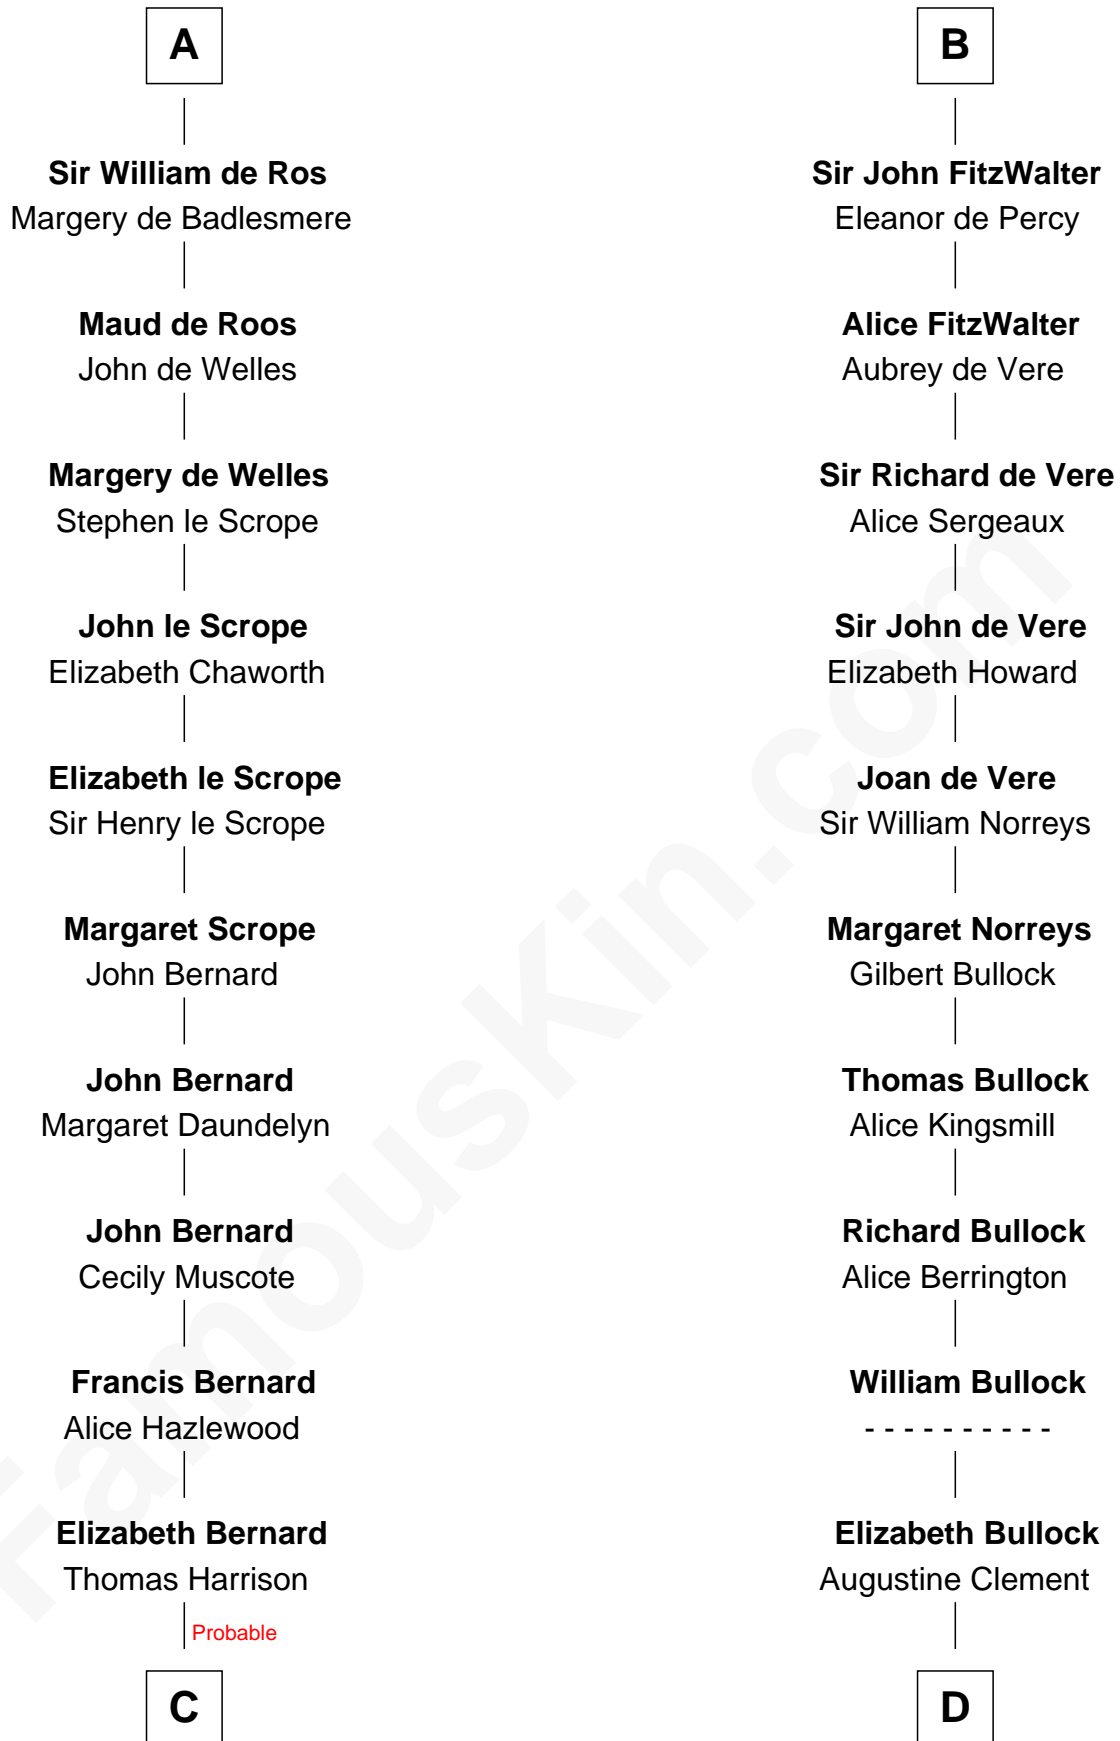 A
Sir William de Ros
Margery de Badlesmere
Maud de Roos
John de Welles
Margery de Welles
Stephen le Scrope
John le Scrope
Elizabeth Chaworth
Elizabeth le Scrope
Sir Henry le Scrope
Margaret Scrope
John Bernard
John Bernard
Margaret Daundelyn
John Bernard
Cecily Muscote
Francis Bernard
Alice Hazlewood
Elizabeth Bernard
Thomas Harrison
Probable
C
B
Sir John FitzWalter
Eleanor de Percy
Alice FitzWalter
Aubrey de Vere
Sir Richard de Vere
Alice Sergeaux
Sir John de Vere
Elizabeth Howard
Joan de Vere
Sir William Norreys
Margaret Norreys
Gilbert Bullock
Thomas Bullock
Alice Kingsmill
Richard Bullock
Alice Berrington
William Bullock
- - - - - - - - - -
Elizabeth Bullock
Augustine Clement
D
FamousKin.com